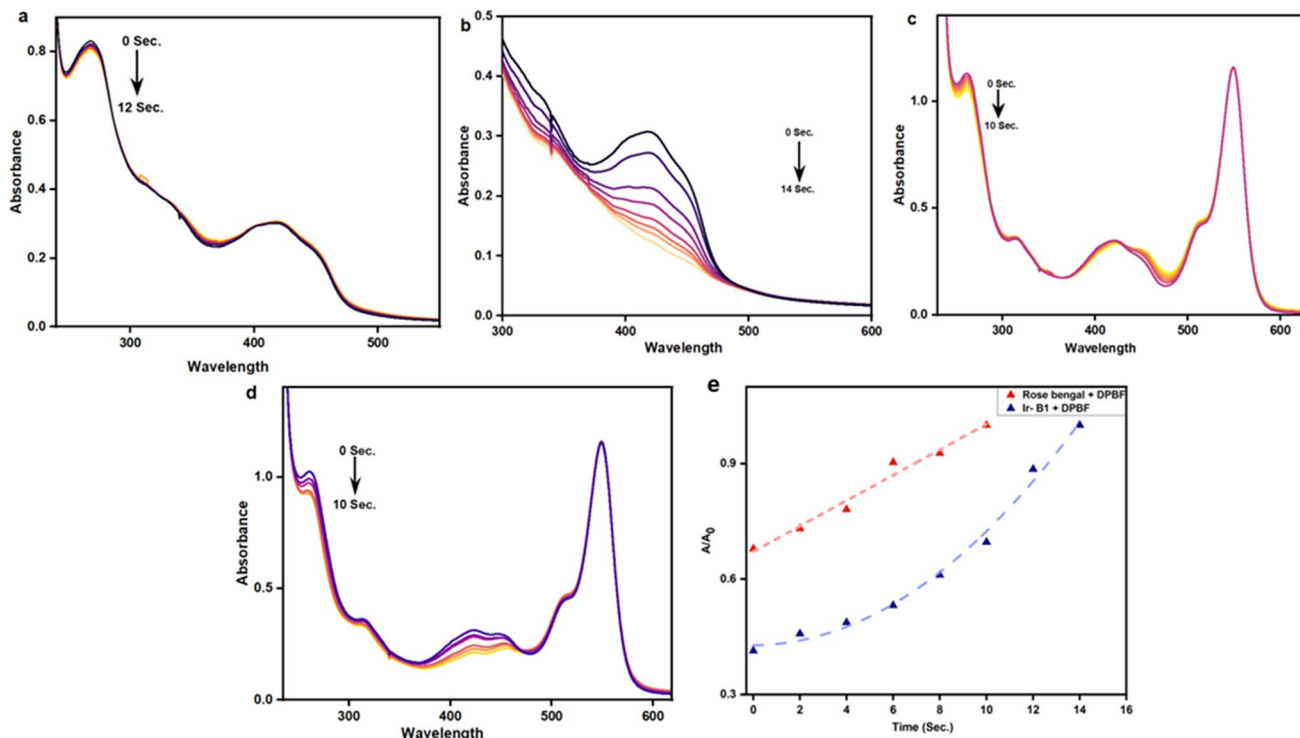 a
0 Sec.
12 Sec.
Absorbance
0.8
0.6
0.4
0.2
0.0
300
400
500
Wavelength
b
0 Sec.
14 Sec.
Absorbance
0.5
0.4
0.3
0.2
0.1
0.0
300
400
500
600
Wavelength
c
0 Sec.
10 Sec.
Absorbance
1.0
0.5
0.0
300
400
500
600
Wavelength
d
0 Sec.
10 Sec.
Absorbance
1.0
0.5
0.0
300
400
500
600
Wavelength
e
Rose bengal + DPBF
Ir- B1 + DPBF
A/A0
0.9
0.6
0.3
0
2
4
6
8
10
12
14
16
Time (Sec.)